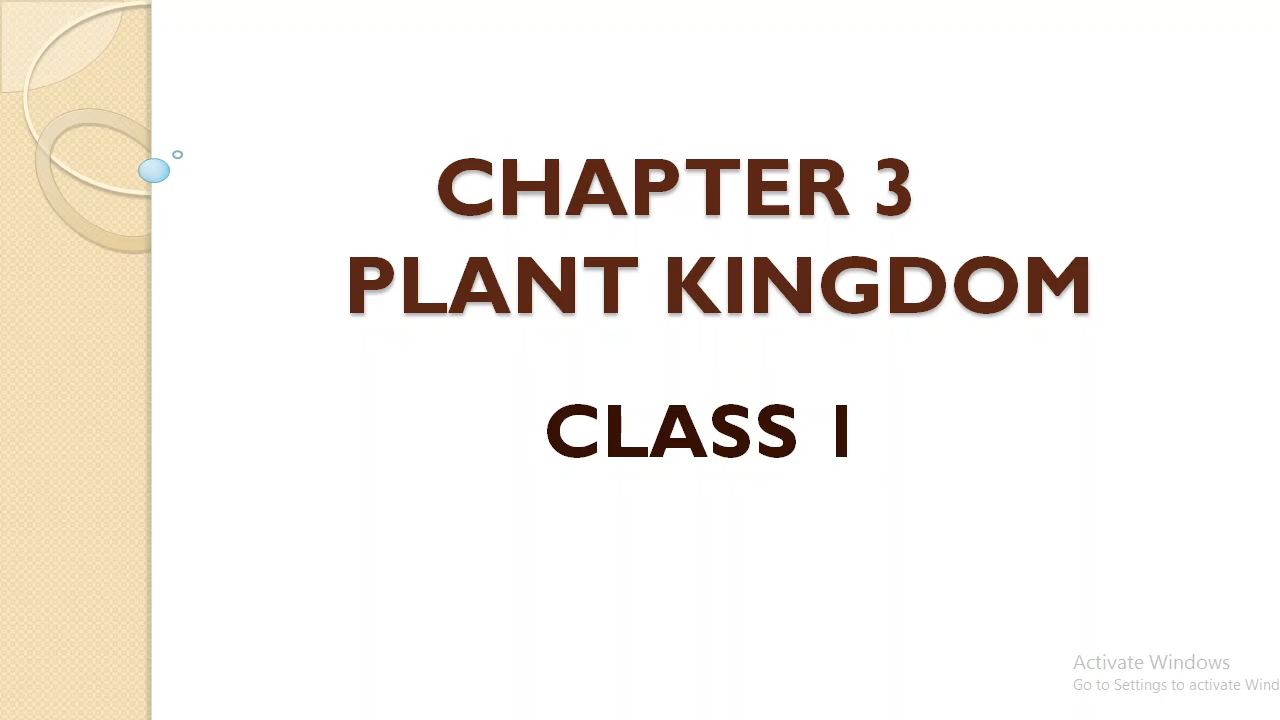 CHAPTER 3
PLANT KINGDOM
CLASS 1
Activate Windows
Go to Settings to activate Wind